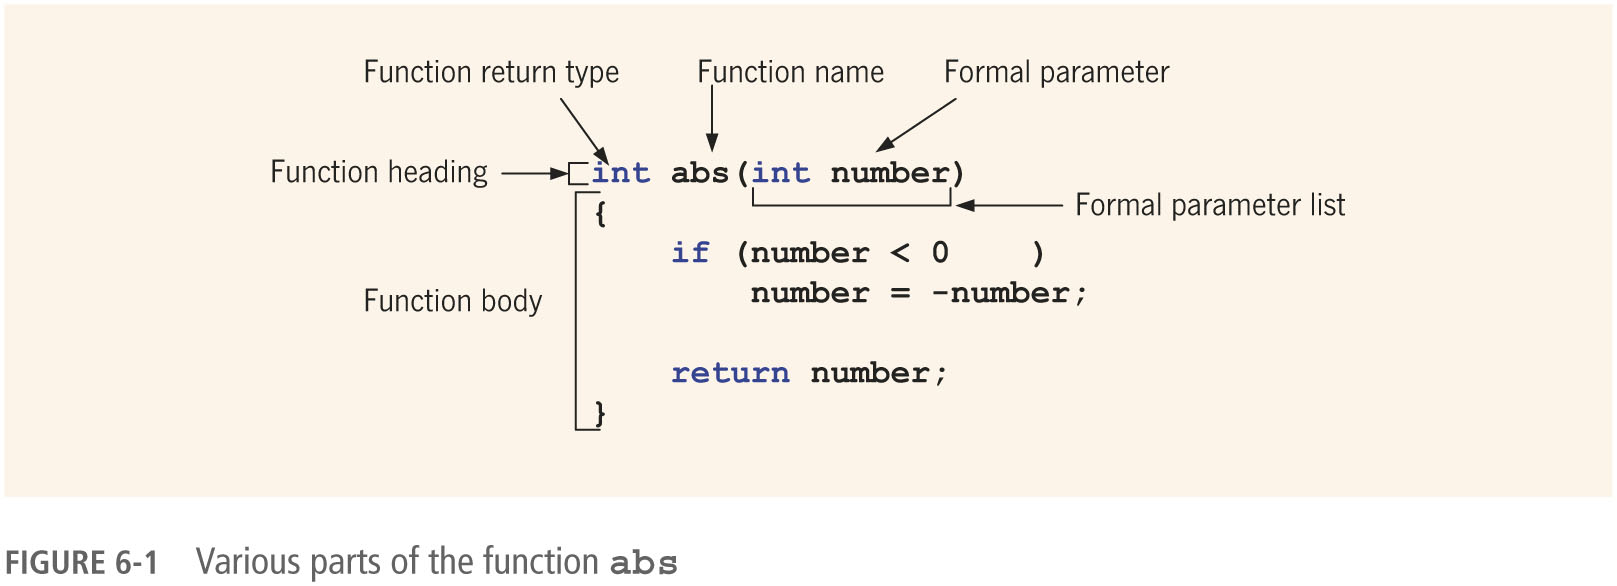 Function return type Function name Formal parameter
Function heading int abs(int number)
Formal parameter list
{
if (number < 0 )
number = -number;
Function body
return number;
}
FIGURE 6-1 Various parts of the function abs